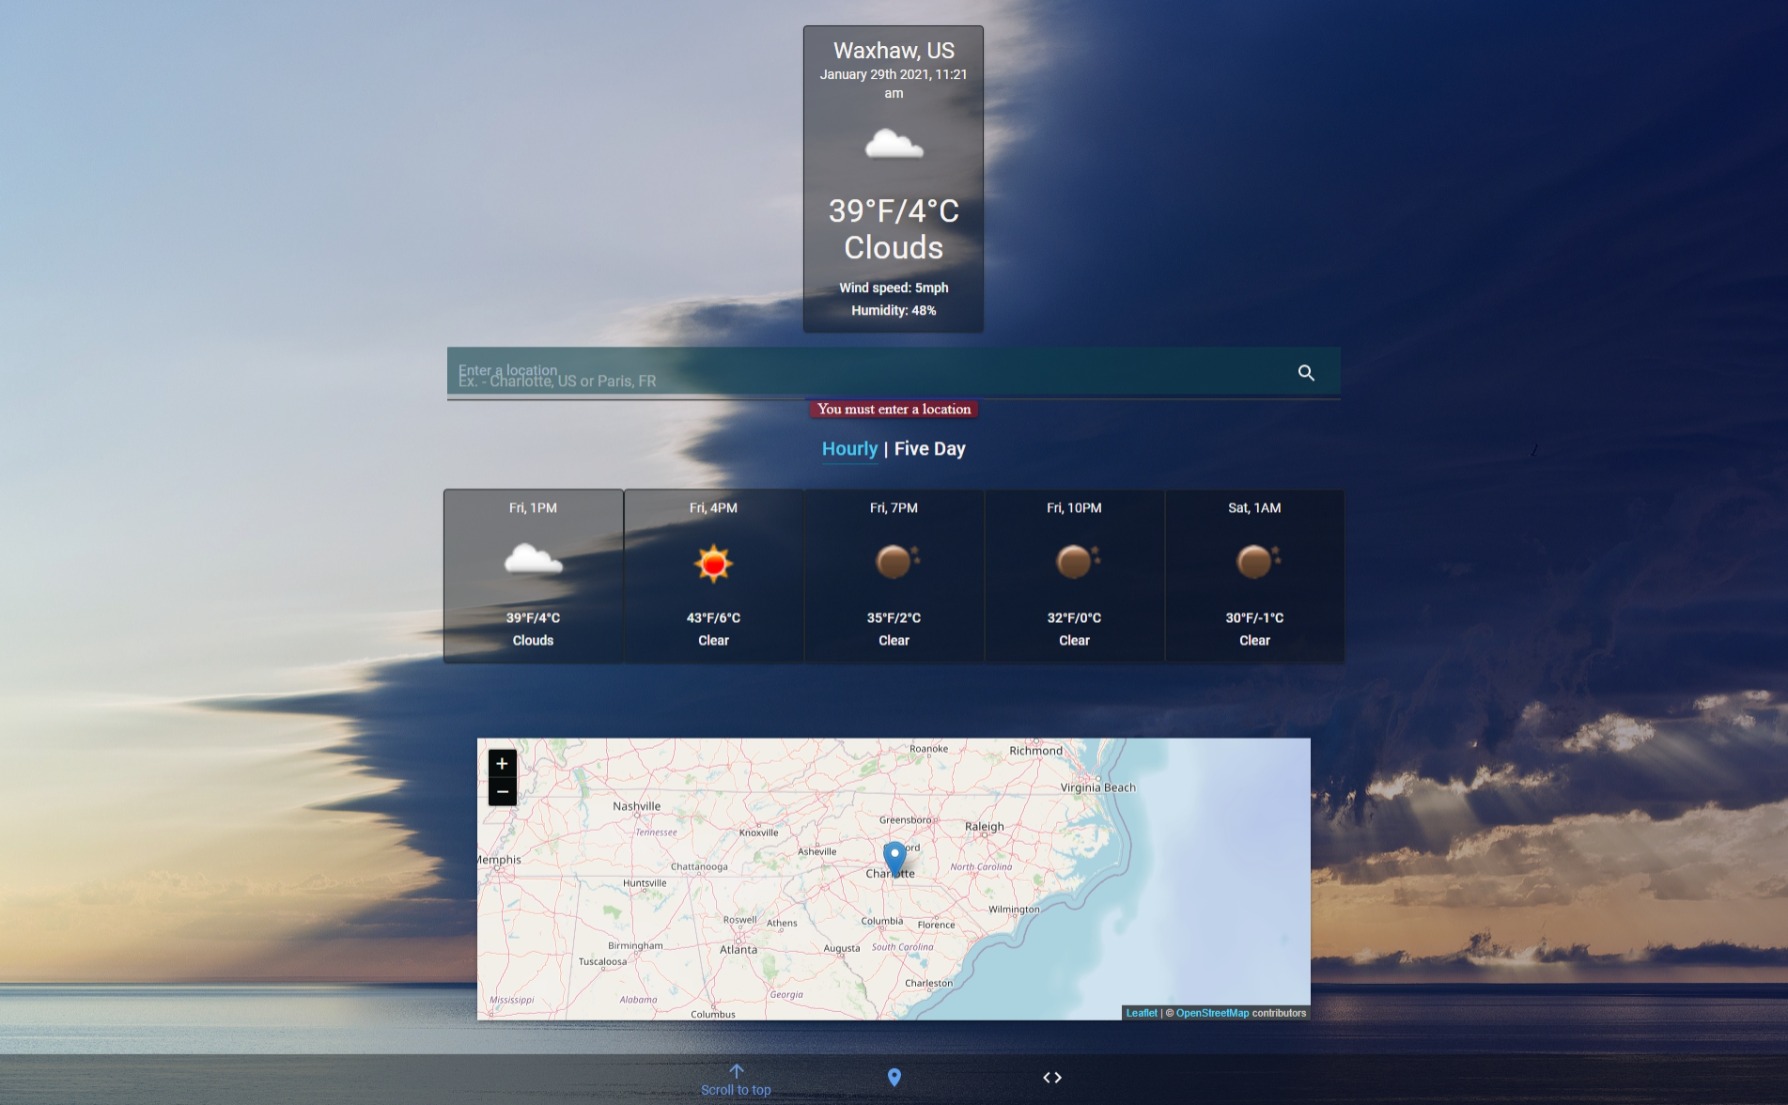 Waxhaw, US
January 29th 2021, 11:21
am
39°F/4°C
Clouds
Wind speed: 5mph
Humidity: 48%
Enter a location
Ex. - Charlotte, US or Paris, FR
You must enter a location
Hourly | Five Day
Fri, 1PM
39°F/4°C
Clouds
Fri, 4PM
43°F/6°C
Clear
Fri, 7PM
35°F/2°C
Clear
Fri, 10PM
32°F/0°C
Clear
Sat, 1AM
30°F/-1°C
Clear
+
−
Roanoke
Richmond
Virginia Beach
Nashville
Tennessee
Knoxville
Greensboro
Raleigh
Asheville
Memphis
Chattanooga
Charlotte
North Carolina
Huntsville
Wilmington
Roswell
Athens
Columbia
Florence
Birmingham
Atlanta
Augusta
South Carolina
Tuscaloosa
Charleston
Mississippi
Alabama
Georgia
Columbus
Leaflet | © OpenStreetMap contributors
Scroll to top